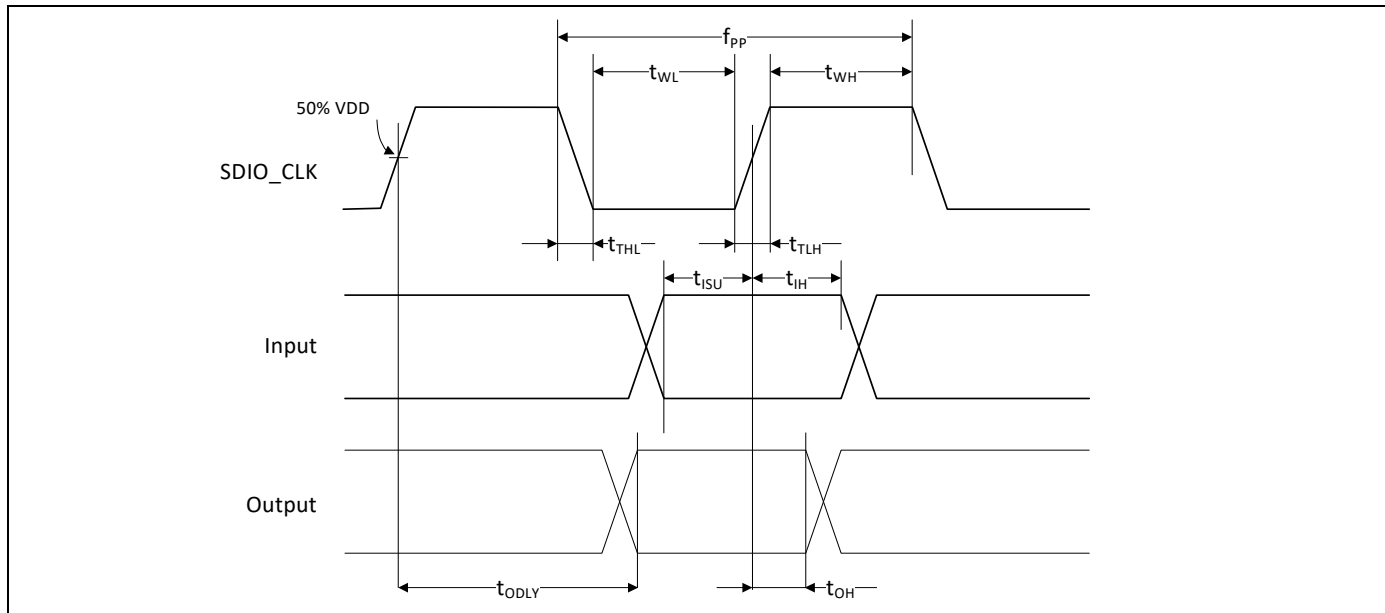 fPP
tWL
tWH
50% VDD
SDIO_CLK
tTHL
tTLH
tISU
tIH
Input
Output
tODLY
tOH